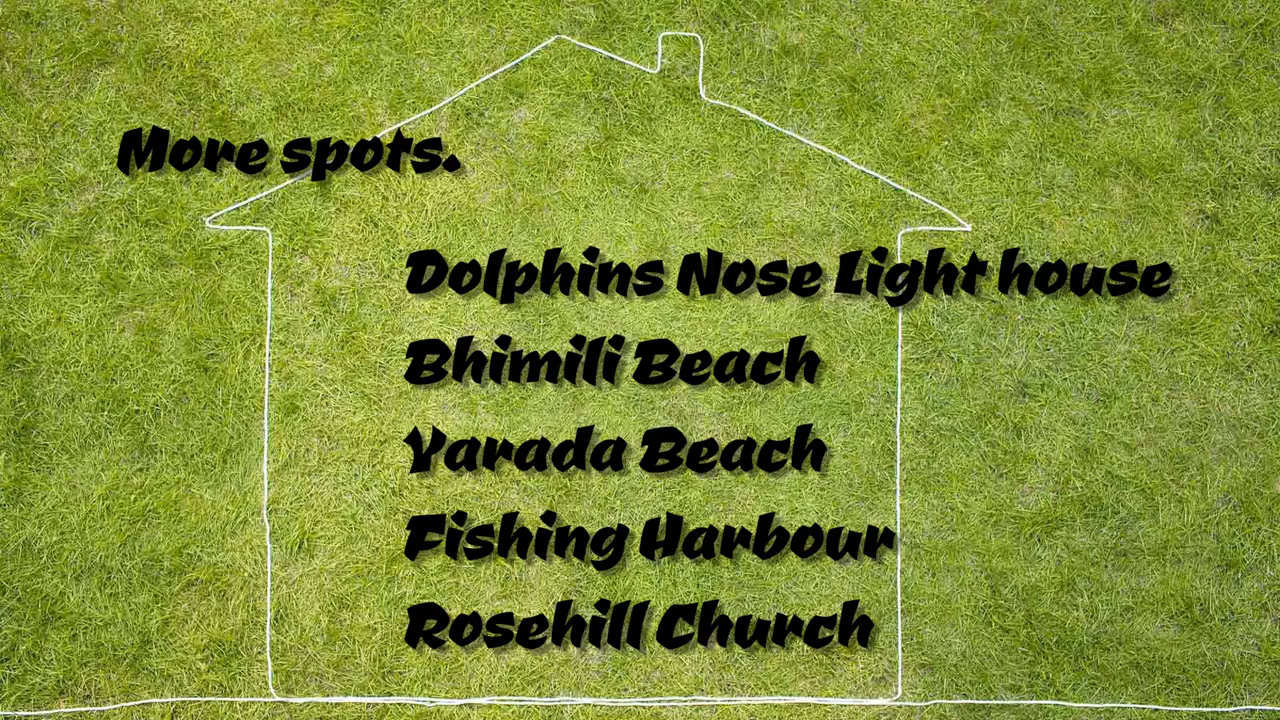 More spots.
Dolphins Nose Light house
Bhimili Beach
Yarada Beach
Fishing Harbour
Rosehill Church